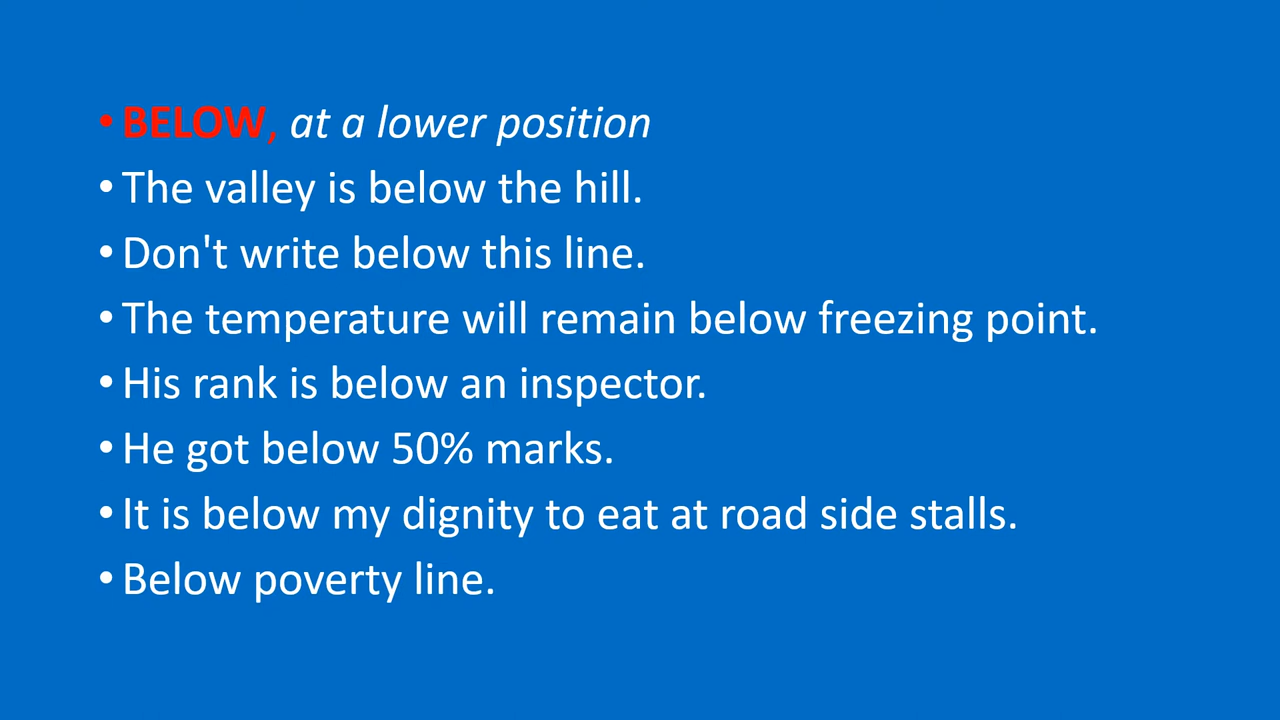 • BELOW, at a lower position
• The valley is below the hill.
• Don't write below this line.
• The temperature will remain below freezing point.
• His rank is below an inspector.
• He got below 50% marks.
• It is below my dignity to eat at road side stalls.
• Below poverty line.